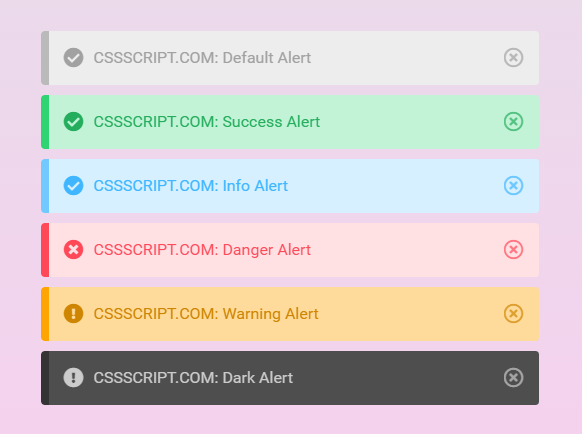 CSSSCRIPT.COM: Default Alert
CSSSCRIPT.COM: Success Alert
CSSSCRIPT.COM: Info Alert
CSSSCRIPT.COM: Danger Alert
CSSSCRIPT.COM: Warning Alert
CSSSCRIPT.COM: Dark Alert